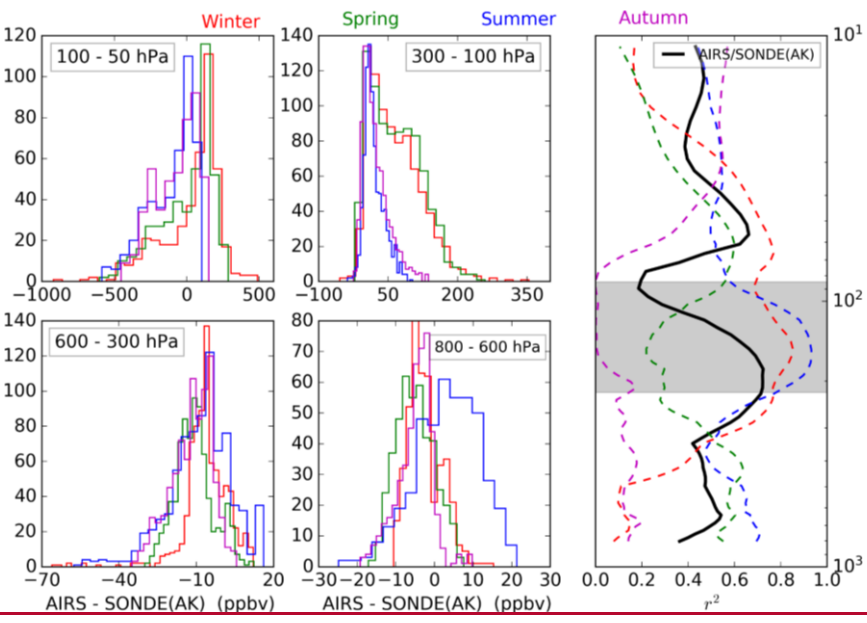 Winter Spring Summer Autumn
100 - 50 hPa
120
100
80
60
40
20
0
−1000 −500 0 500
300 - 100 hPa
140
120
100
80
60
40
20
0
−100 50 200 350
600 - 300 hPa
140
120
100
80
60
40
20
0
−70 −40 −10 20
AIRS - SONDE(AK) (ppbv)
800 - 600 hPa
80
70
60
50
40
30
20
10
0
−30 −20 −10 0 10 20 30
AIRS - SONDE(AK) (ppbv)
AIRS/SONDE(AK)
10¹
10²
10³
0.0 0.2 0.4 0.6 0.8 1.0
r²